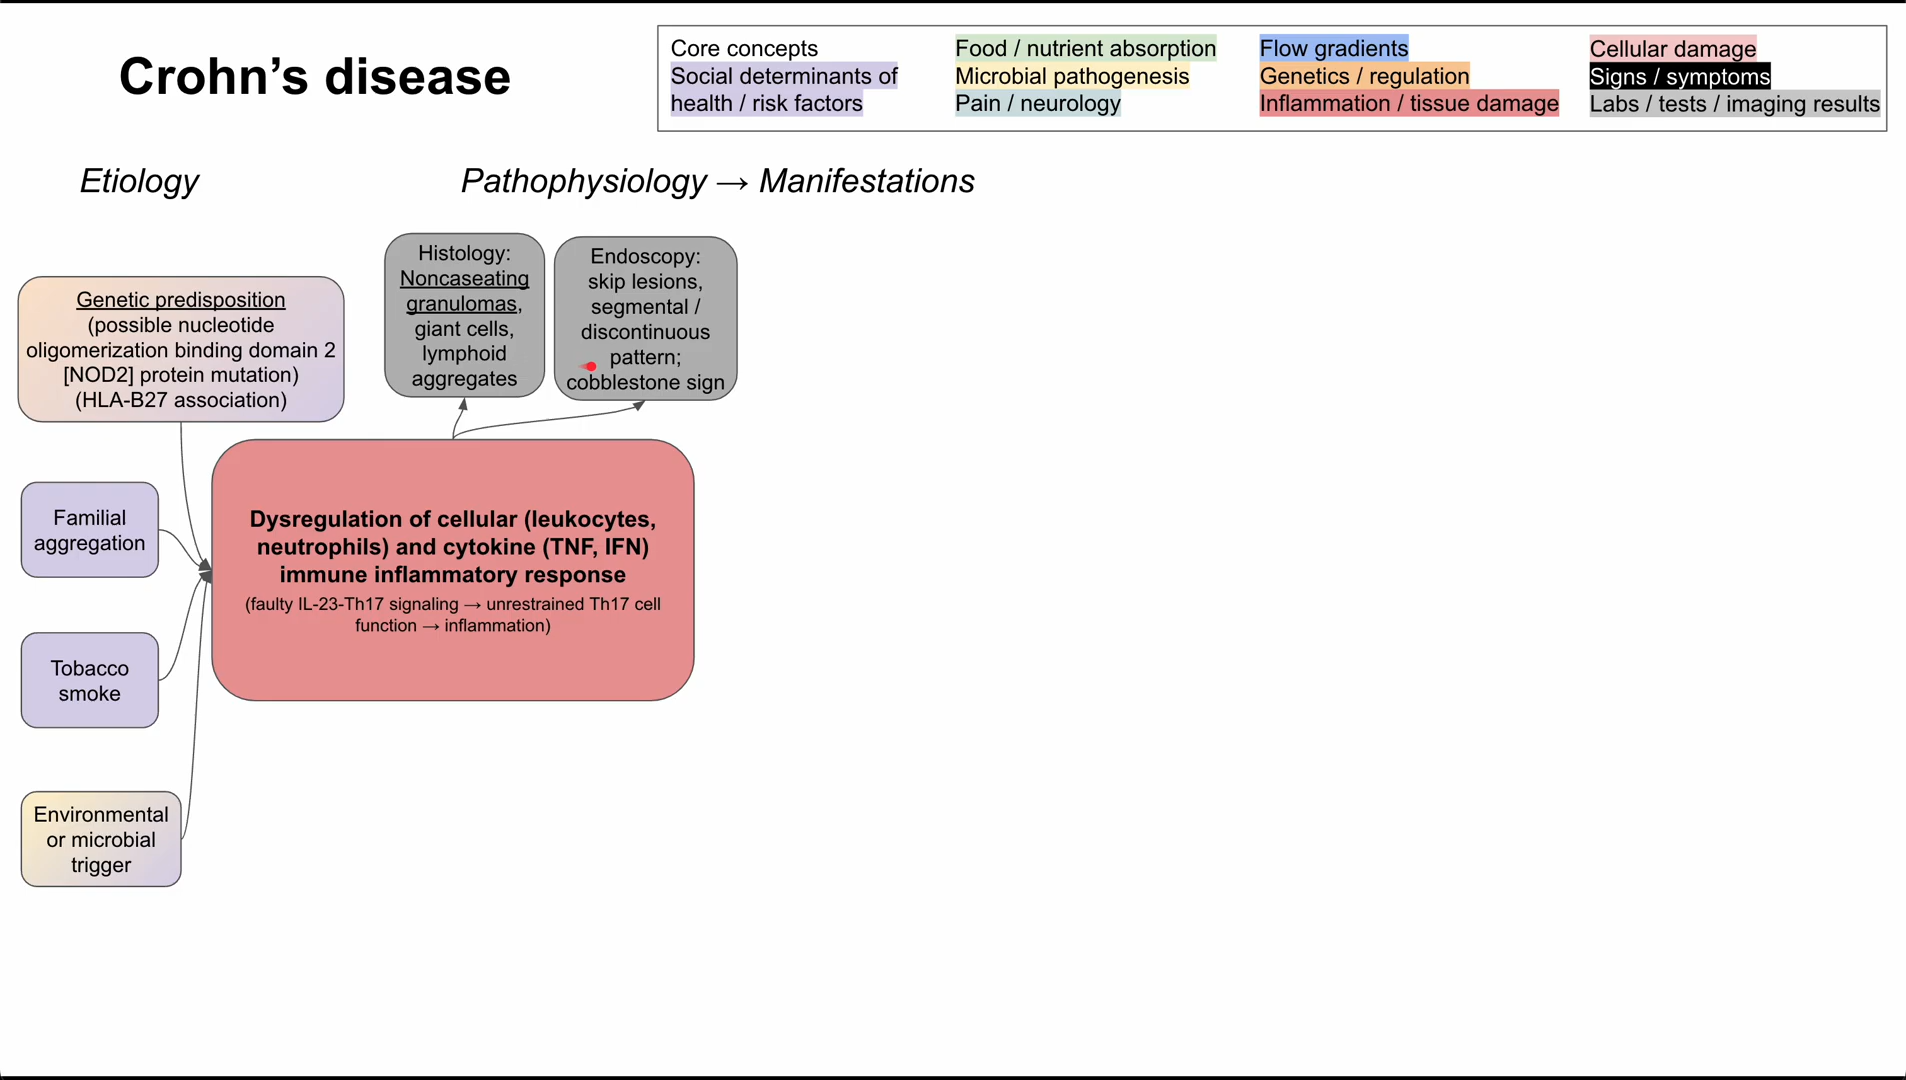 Crohn’s disease
Core concepts
Social determinants of
health / risk factors
Food / nutrient absorption
Microbial pathogenesis
Pain / neurology
Flow gradients
Genetics / regulation
Inflammation / tissue damage
Cellular damage
Signs / symptoms
Labs / tests / imaging results
Etiology
Pathophysiology → Manifestations
Genetic predisposition
(possible nucleotide
oligomerization binding domain 2
[NOD2] protein mutation)
(HLA-B27 association)
Histology:
Noncaseating
granulomas,
giant cells,
lymphoid
aggregates
Endoscopy:
skip lesions,
segmental /
discontinuous
pattern;
cobblestone sign
Familial
aggregation
Dysregulation of cellular (leukocytes,
neutrophils) and cytokine (TNF, IFN)
immune inflammatory response
(faulty IL-23-Th17 signaling → unrestrained Th17 cell
function → inflammation)
Tobacco
smoke
Environmental
or microbial
trigger